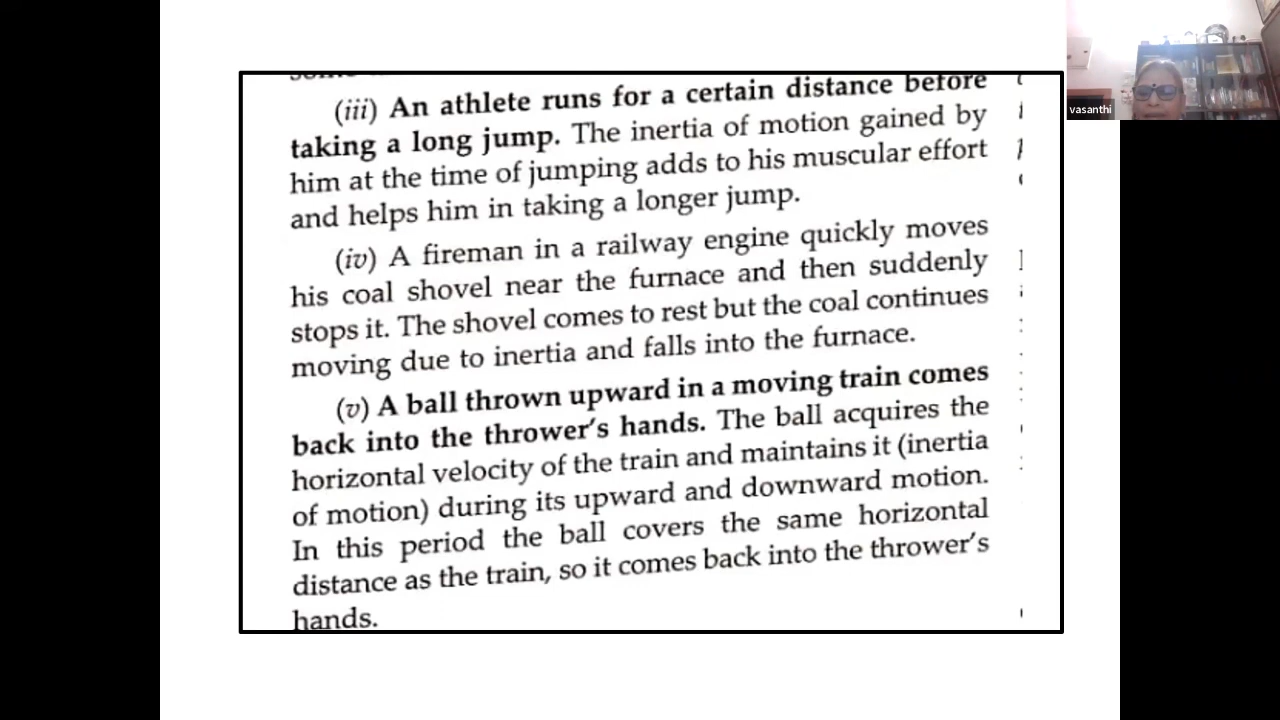 (iii) An athlete runs for a certain distance before
taking a long jump. The inertia of motion gained by
him at the time of jumping adds to his muscular effort
and helps him in taking a longer jump.
(iv) A fireman in a railway engine quickly moves
his coal shovel near the furnace and then suddenly
stops it. The shovel comes to rest but the coal continues
moving due to inertia and falls into the furnace.
(v) A ball thrown upward in a moving train comes
back into the thrower's hands. The ball acquires the
horizontal velocity of the train and maintains it (inertia
of motion) during its upward and downward motion.
In this period the ball covers the same horizontal
distance as the train, so it comes back into the thrower's
hands.
vasanthi